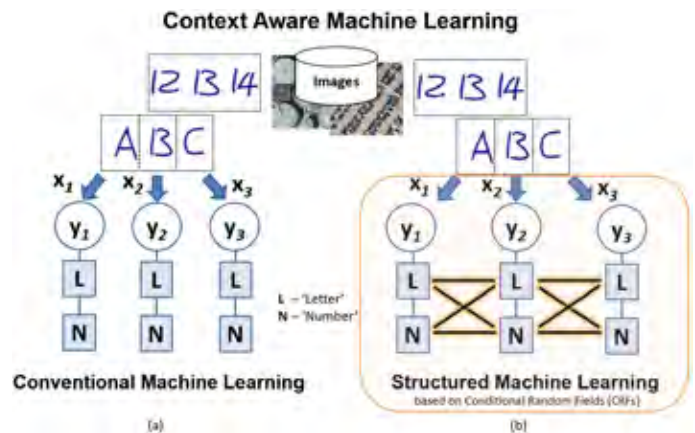 Context Aware Machine Learning
12 13 14
Images
12 13 14
A B C
A B C
x1 x2 x3
x1 x2 x3
y1 y2 y3
y1 y2 y3
L L L
L L L
L – 'Letter'
N – 'Number'
N N N
N N N
Conventional Machine Learning
Structured Machine Learning
based on Conditional Random Fields (CRFs)
(a)
(b)